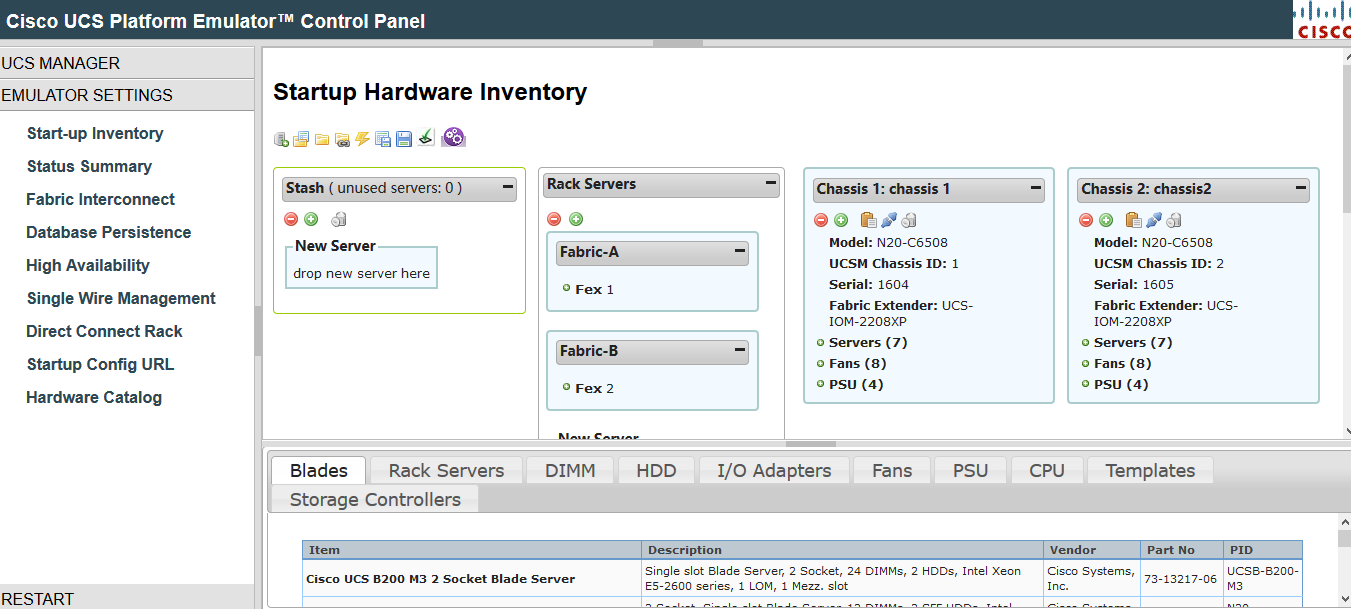 Cisco UCS Platform Emulator™ Control Panel
CISCO
UCS MANAGER
EMULATOR SETTINGS
Start-up Inventory
Status Summary
Fabric Interconnect
Database Persistence
High Availability
Single Wire Management
Direct Connect Rack
Startup Config URL
Hardware Catalog
RESTART
Startup Hardware Inventory
Stash ( unused servers: 0 )
New Server
drop new server here
Rack Servers
Fabric-A
Fex 1
Fabric-B
Fex 2
New Server
Chassis 1: chassis 1
Model: N20-C6508
UCSM Chassis ID: 1
Serial: 1604
Fabric Extender: UCS-
IOM-2208XP
Servers (7)
Fans (8)
PSU (4)
Chassis 2: chassis2
Model: N20-C6508
UCSM Chassis ID: 2
Serial: 1605
Fabric Extender: UCS-
IOM-2208XP
Servers (7)
Fans (8)
PSU (4)
Blades Rack Servers DIMM HDD I/O Adapters Fans PSU CPU Templates
Storage Controllers
Item Description Vendor Part No PID
Cisco UCS B200 M3 2 Socket Blade Server
Single slot Blade Server, 2 Socket, 24 DIMMs, 2 HDDs, Intel Xeon
E5-2600 series, 1 LOM, 1 Mezz. slot
Cisco Systems,
Inc.
73-13217-06
UCSB-B200-
M3
2 Socket, Single slot Blade Server, 12 DIMMs, 2 SFF HDDs, Intel
Cisco Systems,
N20-